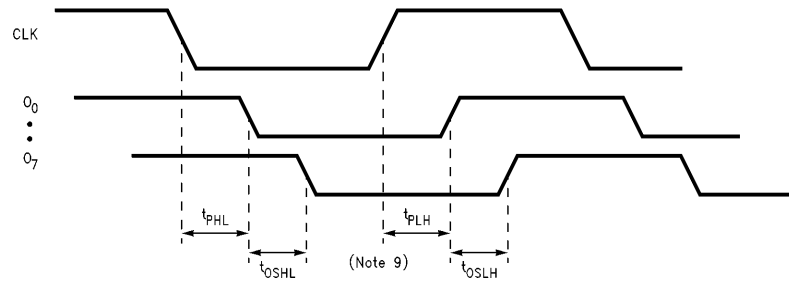 CLK
O0
O7
tPHL
tPLH
tOSHL
(Note 9)
tOSLH